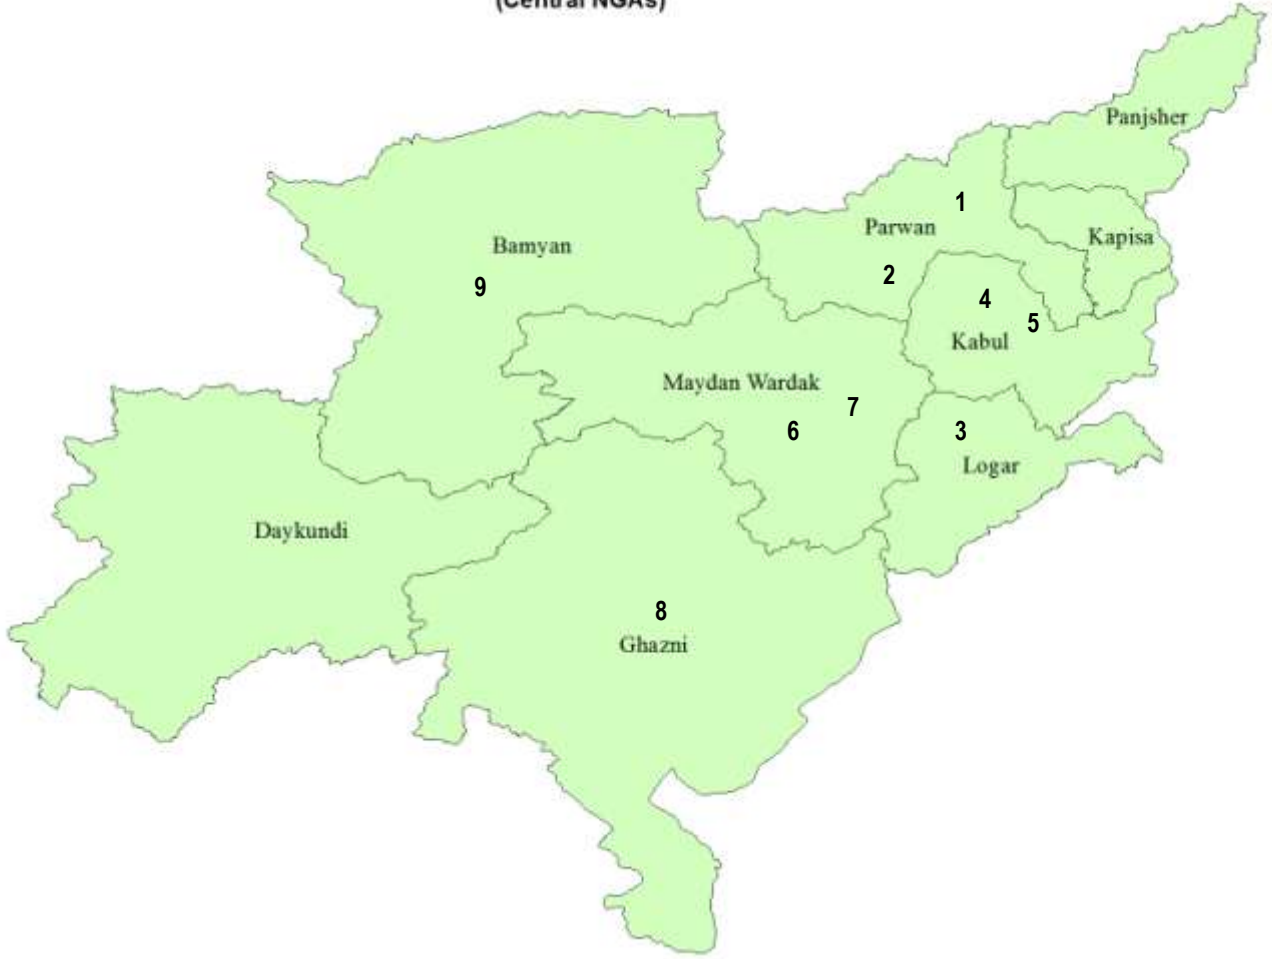 (Central NGAs)
Panjsher
1
Parwan
Kapisa
Bamyan
2
9
4
5
Kabul
Maydan Wardak
7
6
3
Logar
Daykundi
8
Ghazni